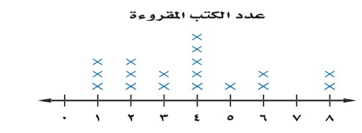 عدد الكتب المقروءة
٠ ١ ٢ ٣ ٤ ٥ ٦ ٧ ٨